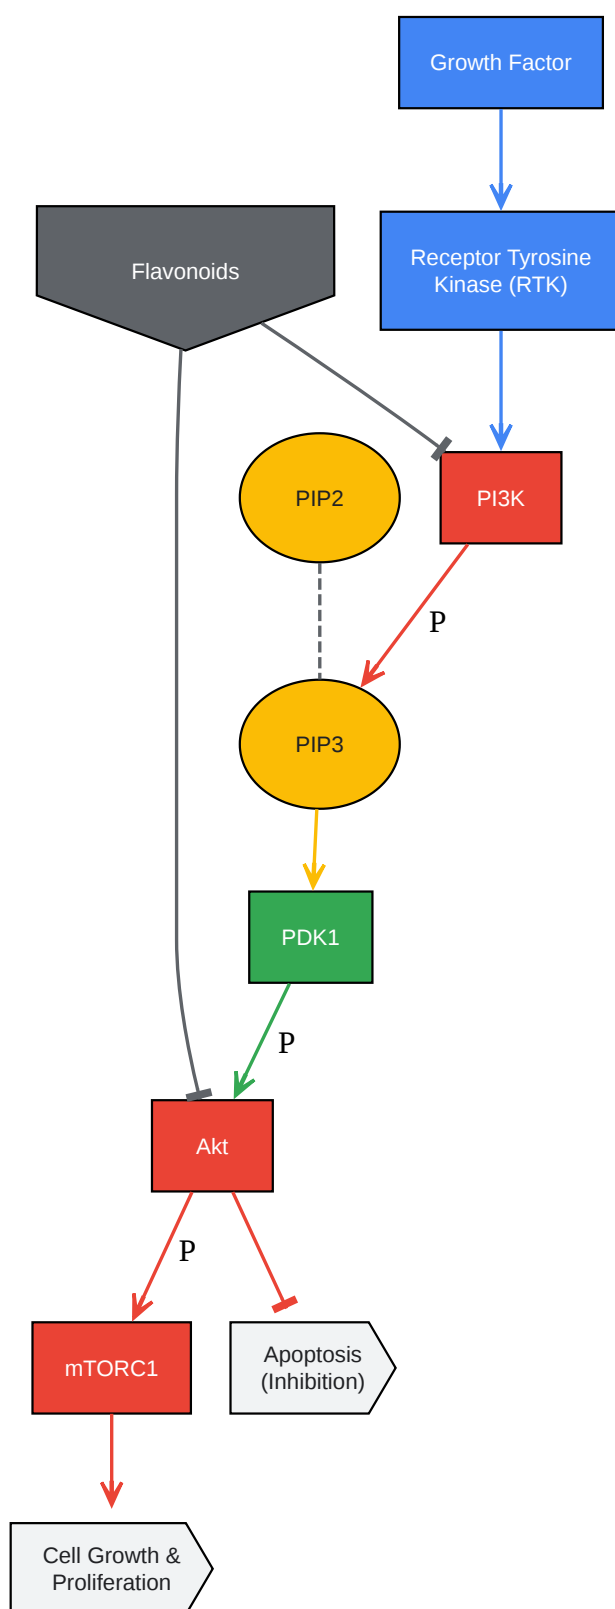 Growth Factor
Flavonoids
Receptor Tyrosine
Kinase (RTK)
PIP2
PI3K
P
PIP3
PDK1
P
Akt
P
mTORC1
Apoptosis
(Inhibition)
Cell Growth &
Proliferation